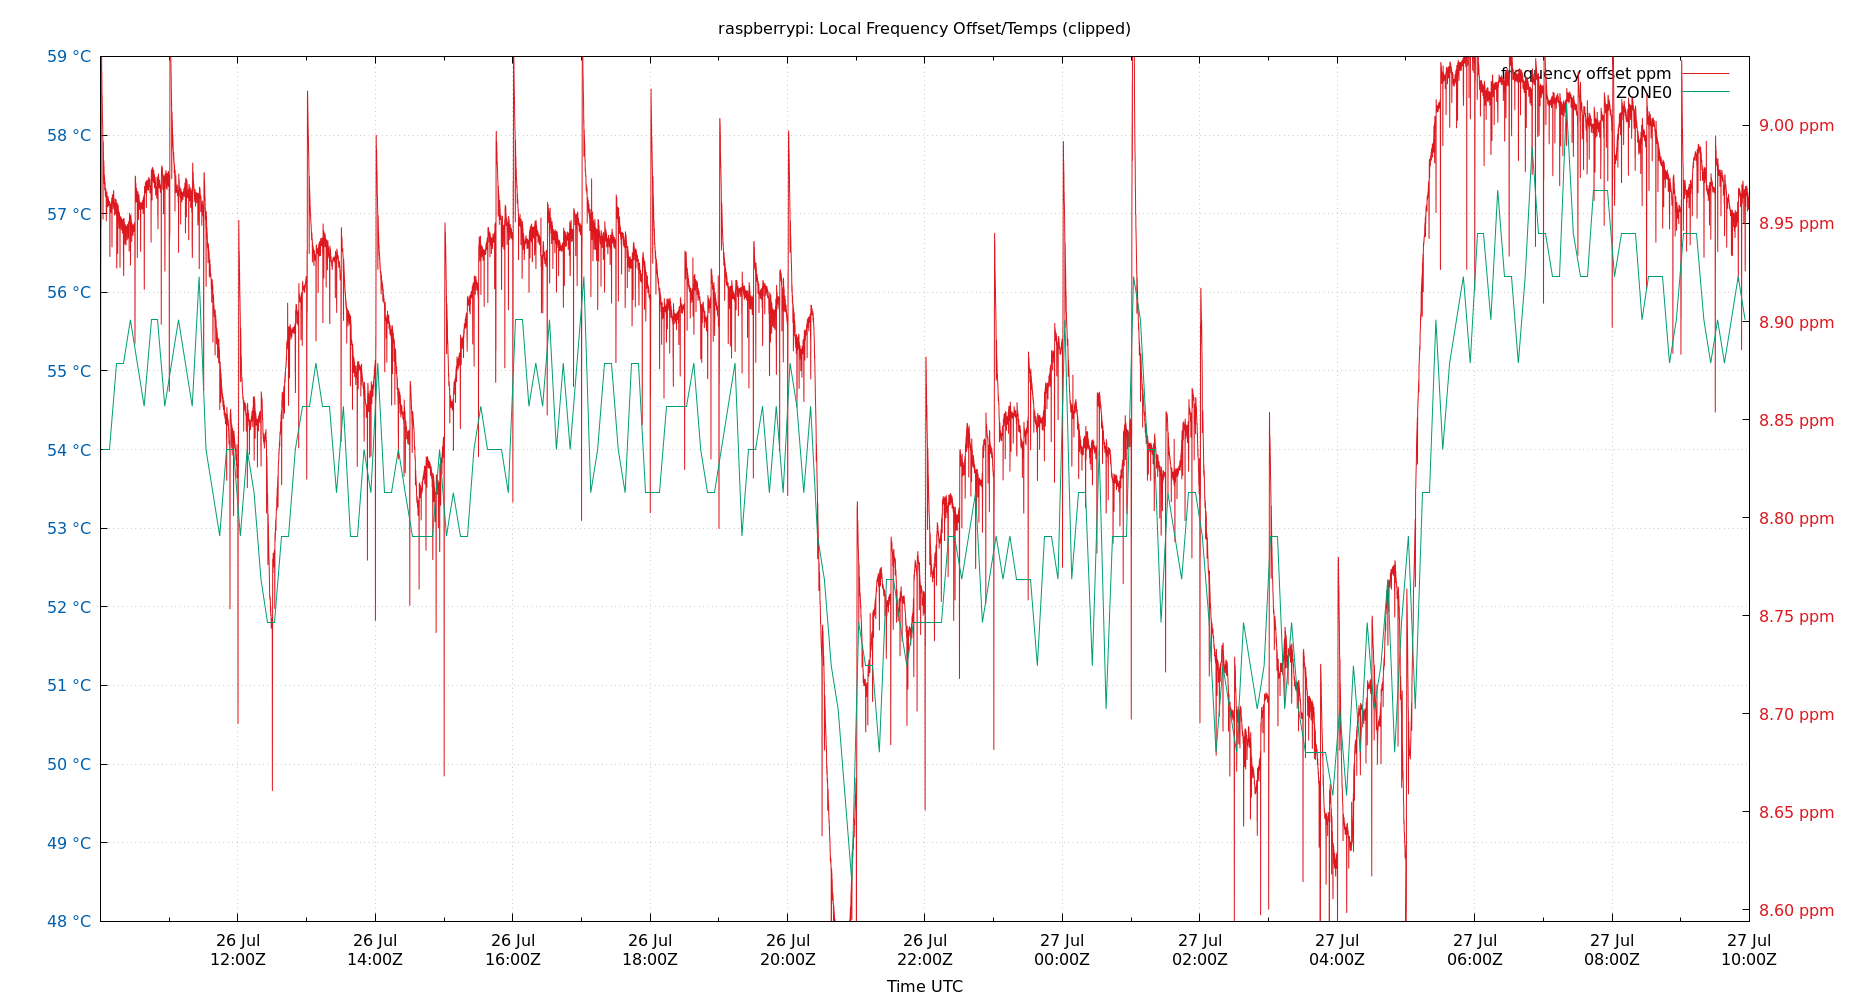 raspberrypi: Local Frequency Offset/Temps (clipped)
59 °C
58 °C
57 °C
56 °C
55 °C
54 °C
53 °C
52 °C
51 °C
50 °C
49 °C
48 °C
frequency offset ppm
ZONE0
9.00 ppm
8.95 ppm
8.90 ppm
8.85 ppm
8.80 ppm
8.75 ppm
8.70 ppm
8.65 ppm
8.60 ppm
26 Jul 26 Jul 26 Jul 26 Jul 26 Jul 26 Jul 27 Jul 27 Jul 27 Jul 27 Jul 27 Jul 27 Jul
12:00Z 14:00Z 16:00Z 18:00Z 20:00Z 22:00Z 00:00Z 02:00Z 04:00Z 06:00Z 08:00Z 10:00Z
Time UTC